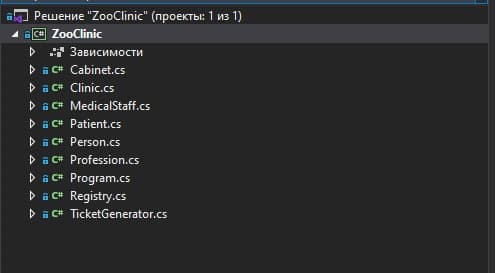 Решение "ZooClinic" (проекты: 1 из 1)
C# ZooClinic
Зависимости
C# Cabinet.cs
C# Clinic.cs
C# MedicalStaff.cs
C# Patient.cs
C# Person.cs
C# Profession.cs
C# Program.cs
C# Registry.cs
C# TicketGenerator.cs